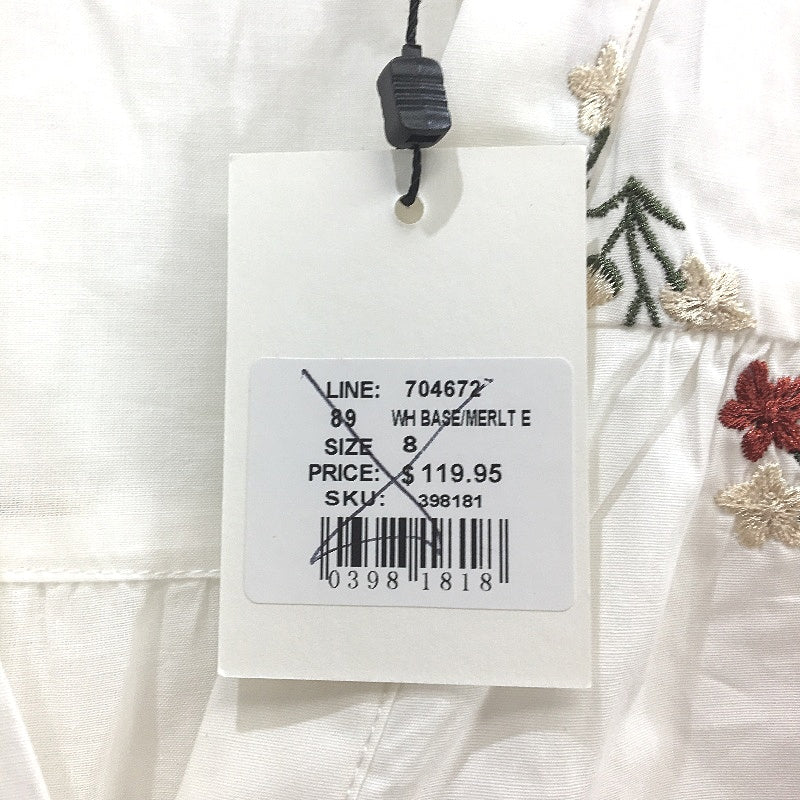 LINE: 704672
89 WH BASE/MERLT E
SIZE 8
PRICE: $ 119.95
SKU: 398181
0398 1818